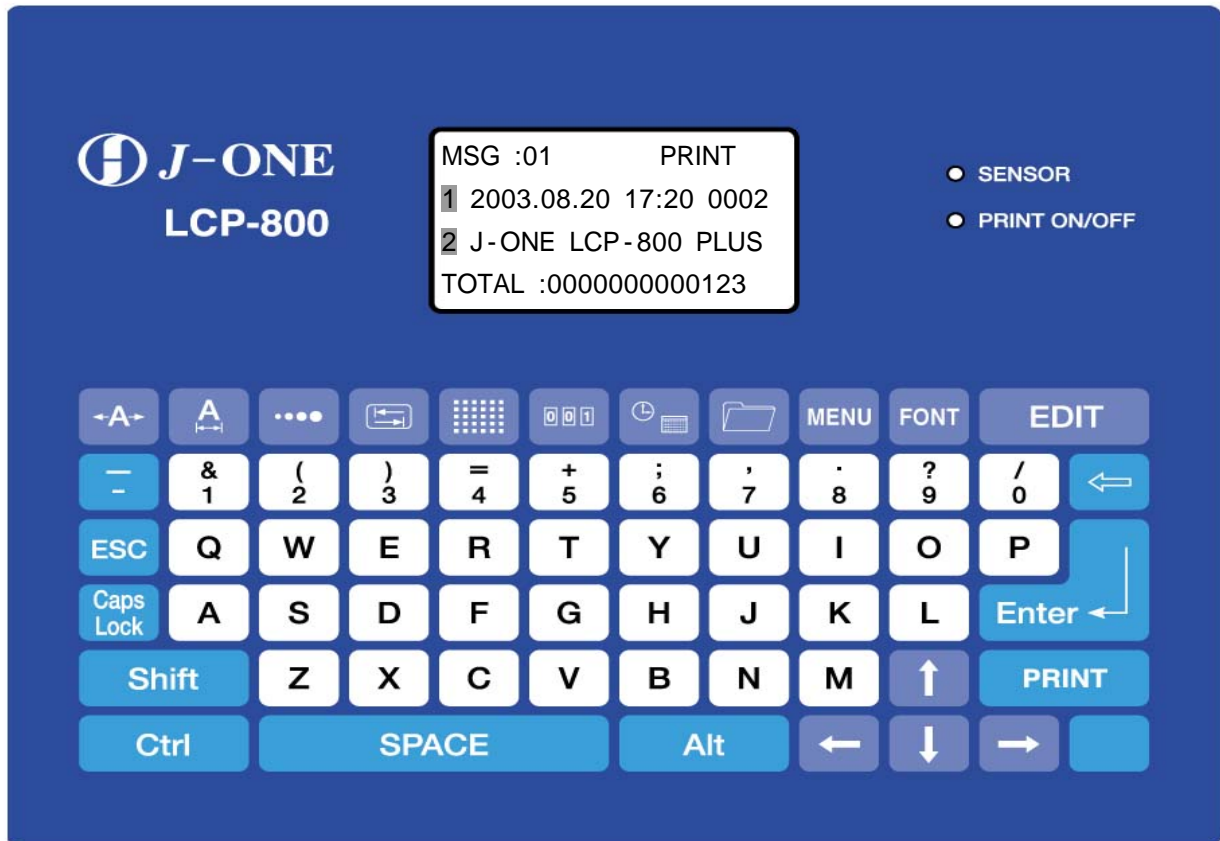 J-ONE
LCP-800
MSG :01 PRINT
1 2003.08.20 17:20 0002
2 J-ONE LCP-800 PLUS
TOTAL :0000000000123
SENSOR
PRINT ON/OFF
A A 001 MENU FONT EDIT
— & ( ) = + ; , . ? /
- 1 2 3 4 5 6 7 8 9 0
ESC Q W E R T Y U I O P
Caps Lock A S D F G H J K L Enter
Shift Z X C V B N M PRINT
Ctrl SPACE Alt